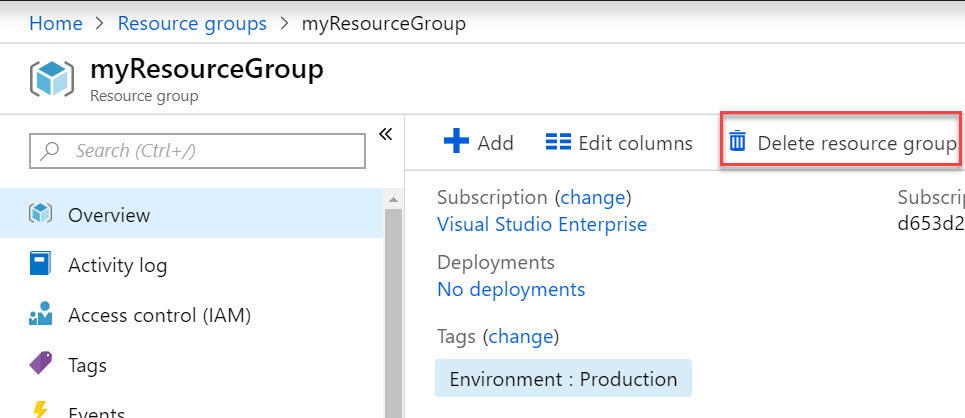 Home > Resource groups > myResourceGroup
myResourceGroup
Resource group
Search (Ctrl+/)
«
Overview
Activity log
Access control (IAM)
Tags
Events
Add
Edit columns
Delete resource group
Subscription (change)
Visual Studio Enterprise
Deployments
No deployments
Tags (change)
Environment : Production
Subscrip
d653d2